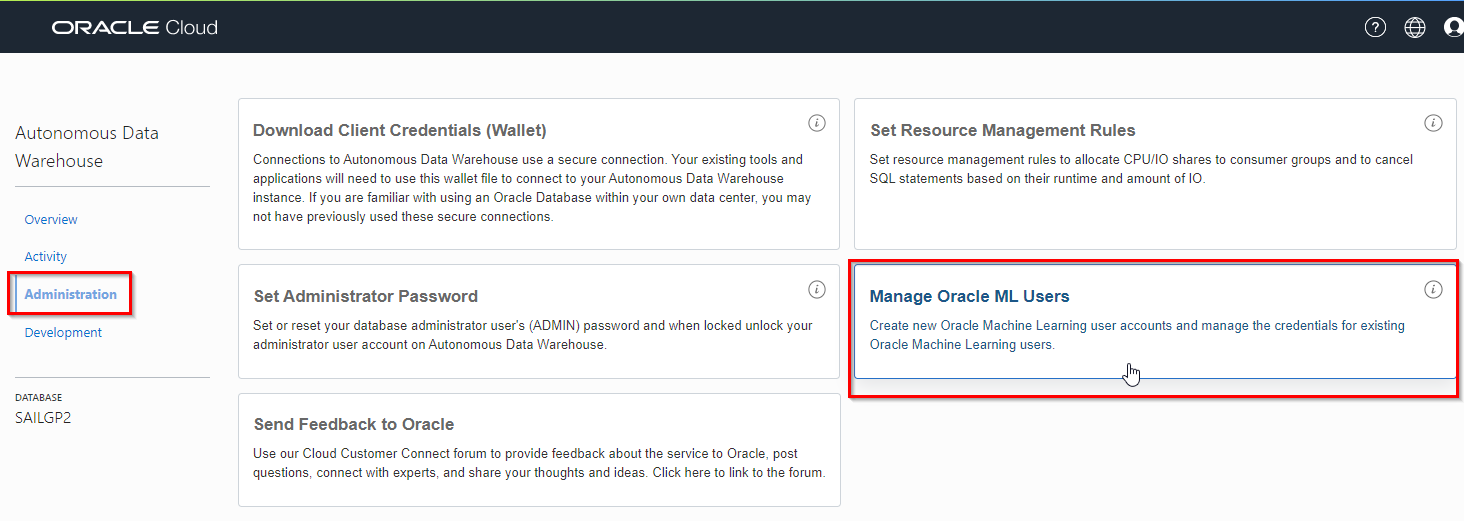 ORACLE Cloud
Autonomous Data
Warehouse
Overview
Activity
Administration
Development
DATABASE
SAILGP2
Download Client Credentials (Wallet)
Connections to Autonomous Data Warehouse use a secure connection. Your existing tools and
applications will need to use this wallet file to connect to your Autonomous Data Warehouse
instance. If you are familiar with using an Oracle Database within your own data center, you may
not have previously used these secure connections.
Set Resource Management Rules
Set resource management rules to allocate CPU/IO shares to consumer groups and to cancel
SQL statements based on their runtime and amount of IO.
Set Administrator Password
Set or reset your database administrator user's (ADMIN) password and when locked unlock your
administrator user account on Autonomous Data Warehouse.
Manage Oracle ML Users
Create new Oracle Machine Learning user accounts and manage the credentials for existing
Oracle Machine Learning users.
Send Feedback to Oracle
Use our Cloud Customer Connect forum to provide feedback about the service to Oracle, post
questions, connect with experts, and share your thoughts and ideas. Click here to link to the forum.